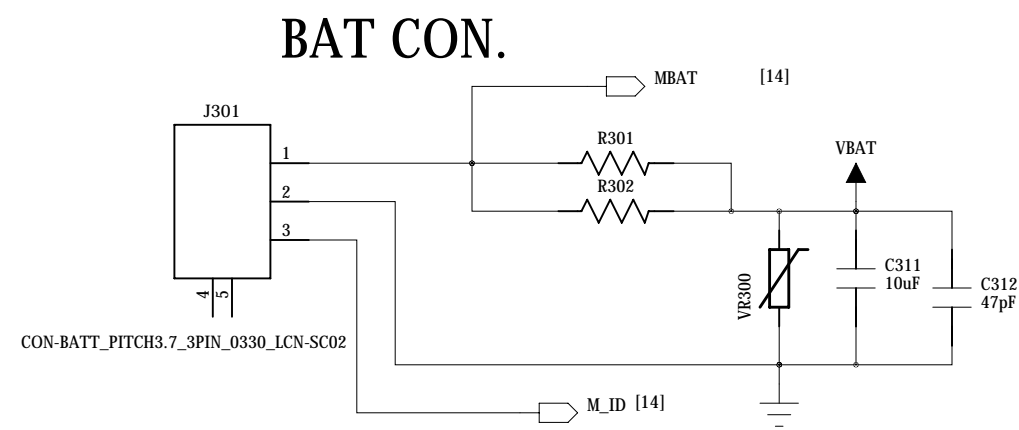 BAT CON.
MBAT [14]
J301
R301
1
VBAT
R302
2
3
C311
10uF
VR300
C312
47pF
4
5
CON-BATT_PITCH3.7_3PIN_0330_LCN-SC02
M_ID [14]